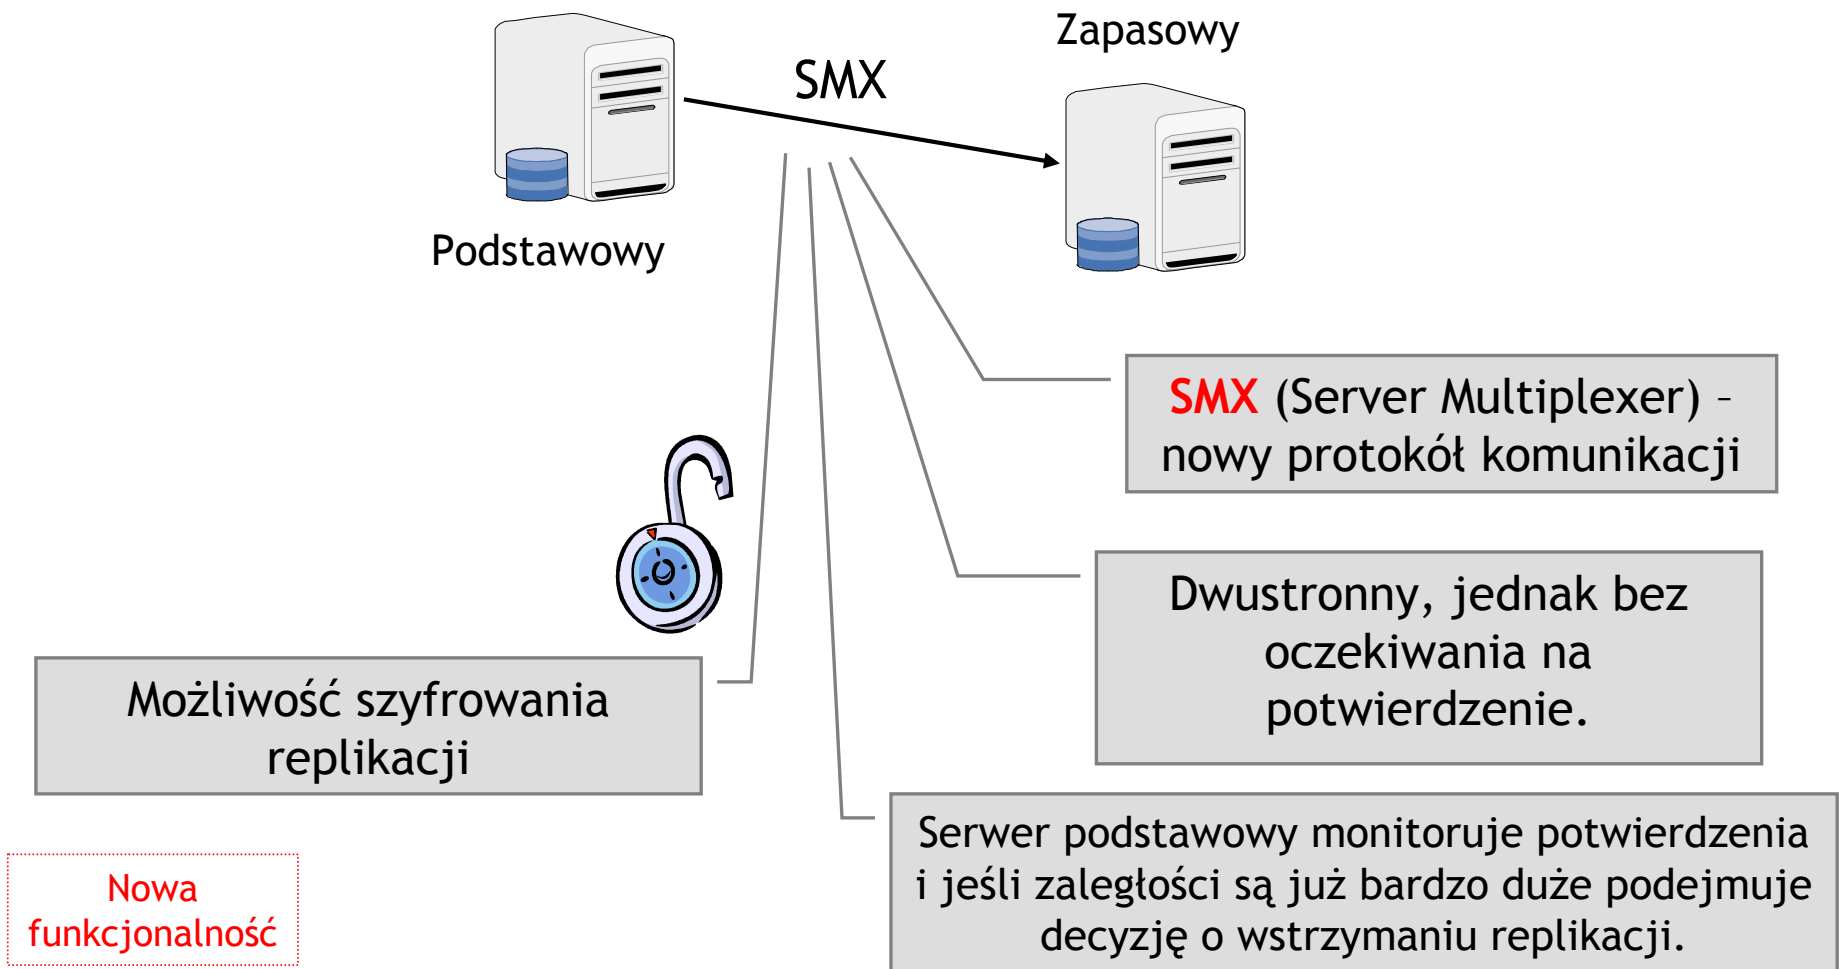 Zapasowy
SMX
Podstawowy
SMX (Server Multiplexer) –
nowy protokół komunikacji
Dwustronny, jednak bez
oczekiwania na
potwierdzenie.
Możliwość szyfrowania
replikacji
Serwer podstawowy monitoruje potwierdzenia
i jeśli zaległości są już bardzo duże podejmuje
decyzję o wstrzymaniu replikacji.
Nowa
funkcjonalność